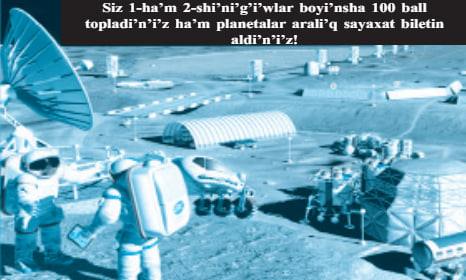 Siz 1-ha’m 2-shi’ni’g’i’wlar boyi’nsha 100 ball
topladi’n’i’z ha’m planetalar arali’q sayaxat biletin
aldi’n’i’z!